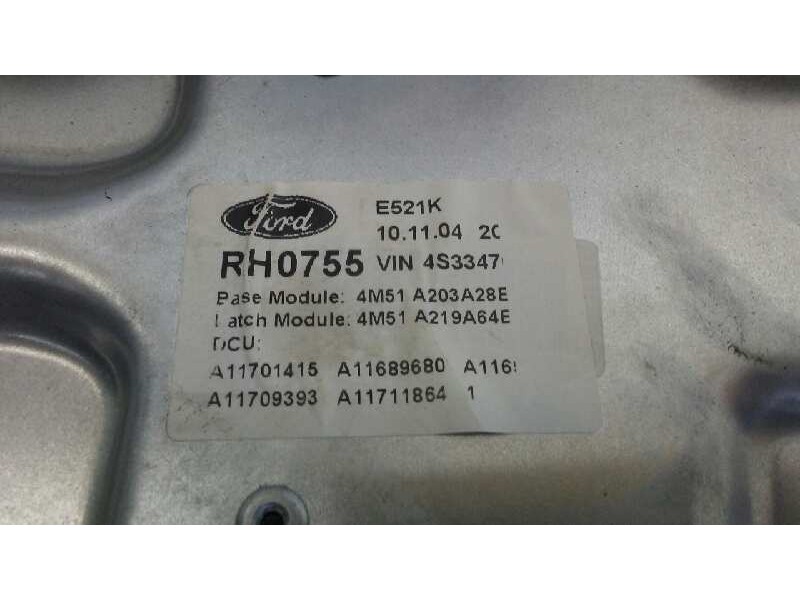 Ford
E521K
10.11.04 20
RH0755 VIN 4S3347
Base Module: 4M51 A203A28E
Latch Module: 4M51 A219A64E
DCU:
A11701415 A11689680 A116
A11709393 A11711864 1